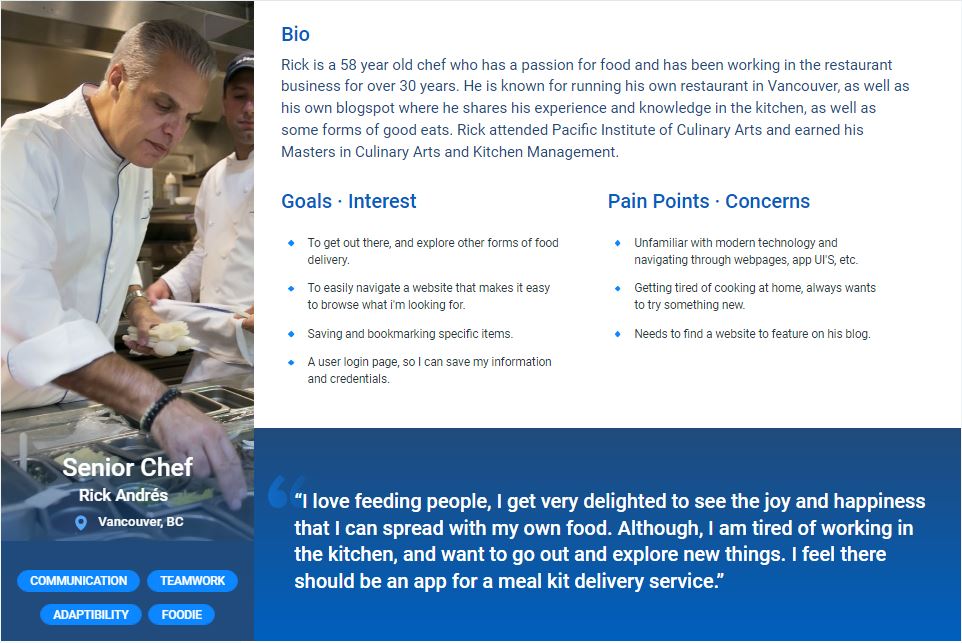 Bio
Rick is a 58 year old chef who has a passion for food and has been working in the restaurant
business for over 30 years. He is known for running his own restaurant in Vancouver, as well as
his own blogspot where he shares his experience and knowledge in the kitchen, as well as
some forms of good eats. Rick attended Pacific Institute of Culinary Arts and earned his
Masters in Culinary Arts and Kitchen Management.
Goals · Interest
To get out there, and explore other forms of food
delivery.
To easily navigate a website that makes it easy
to browse what i'm looking for.
Saving and bookmarking specific items.
A user login page, so I can save my information
and credentials.
Pain Points · Concerns
Unfamiliar with modern technology and
navigating through webpages, app UI'S, etc.
Getting tired of cooking at home, always wants
to try something new.
Needs to find a website to feature on his blog.
Senior Chef
Rick Andrés
Vancouver, BC
COMMUNICATION
TEAMWORK
ADAPTIBILITY
FOODIE
“I love feeding people, I get very delighted to see the joy and happiness
that I can spread with my own food. Although, I am tired of working in
the kitchen, and want to go out and explore new things. I feel there
should be an app for a meal kit delivery service.”